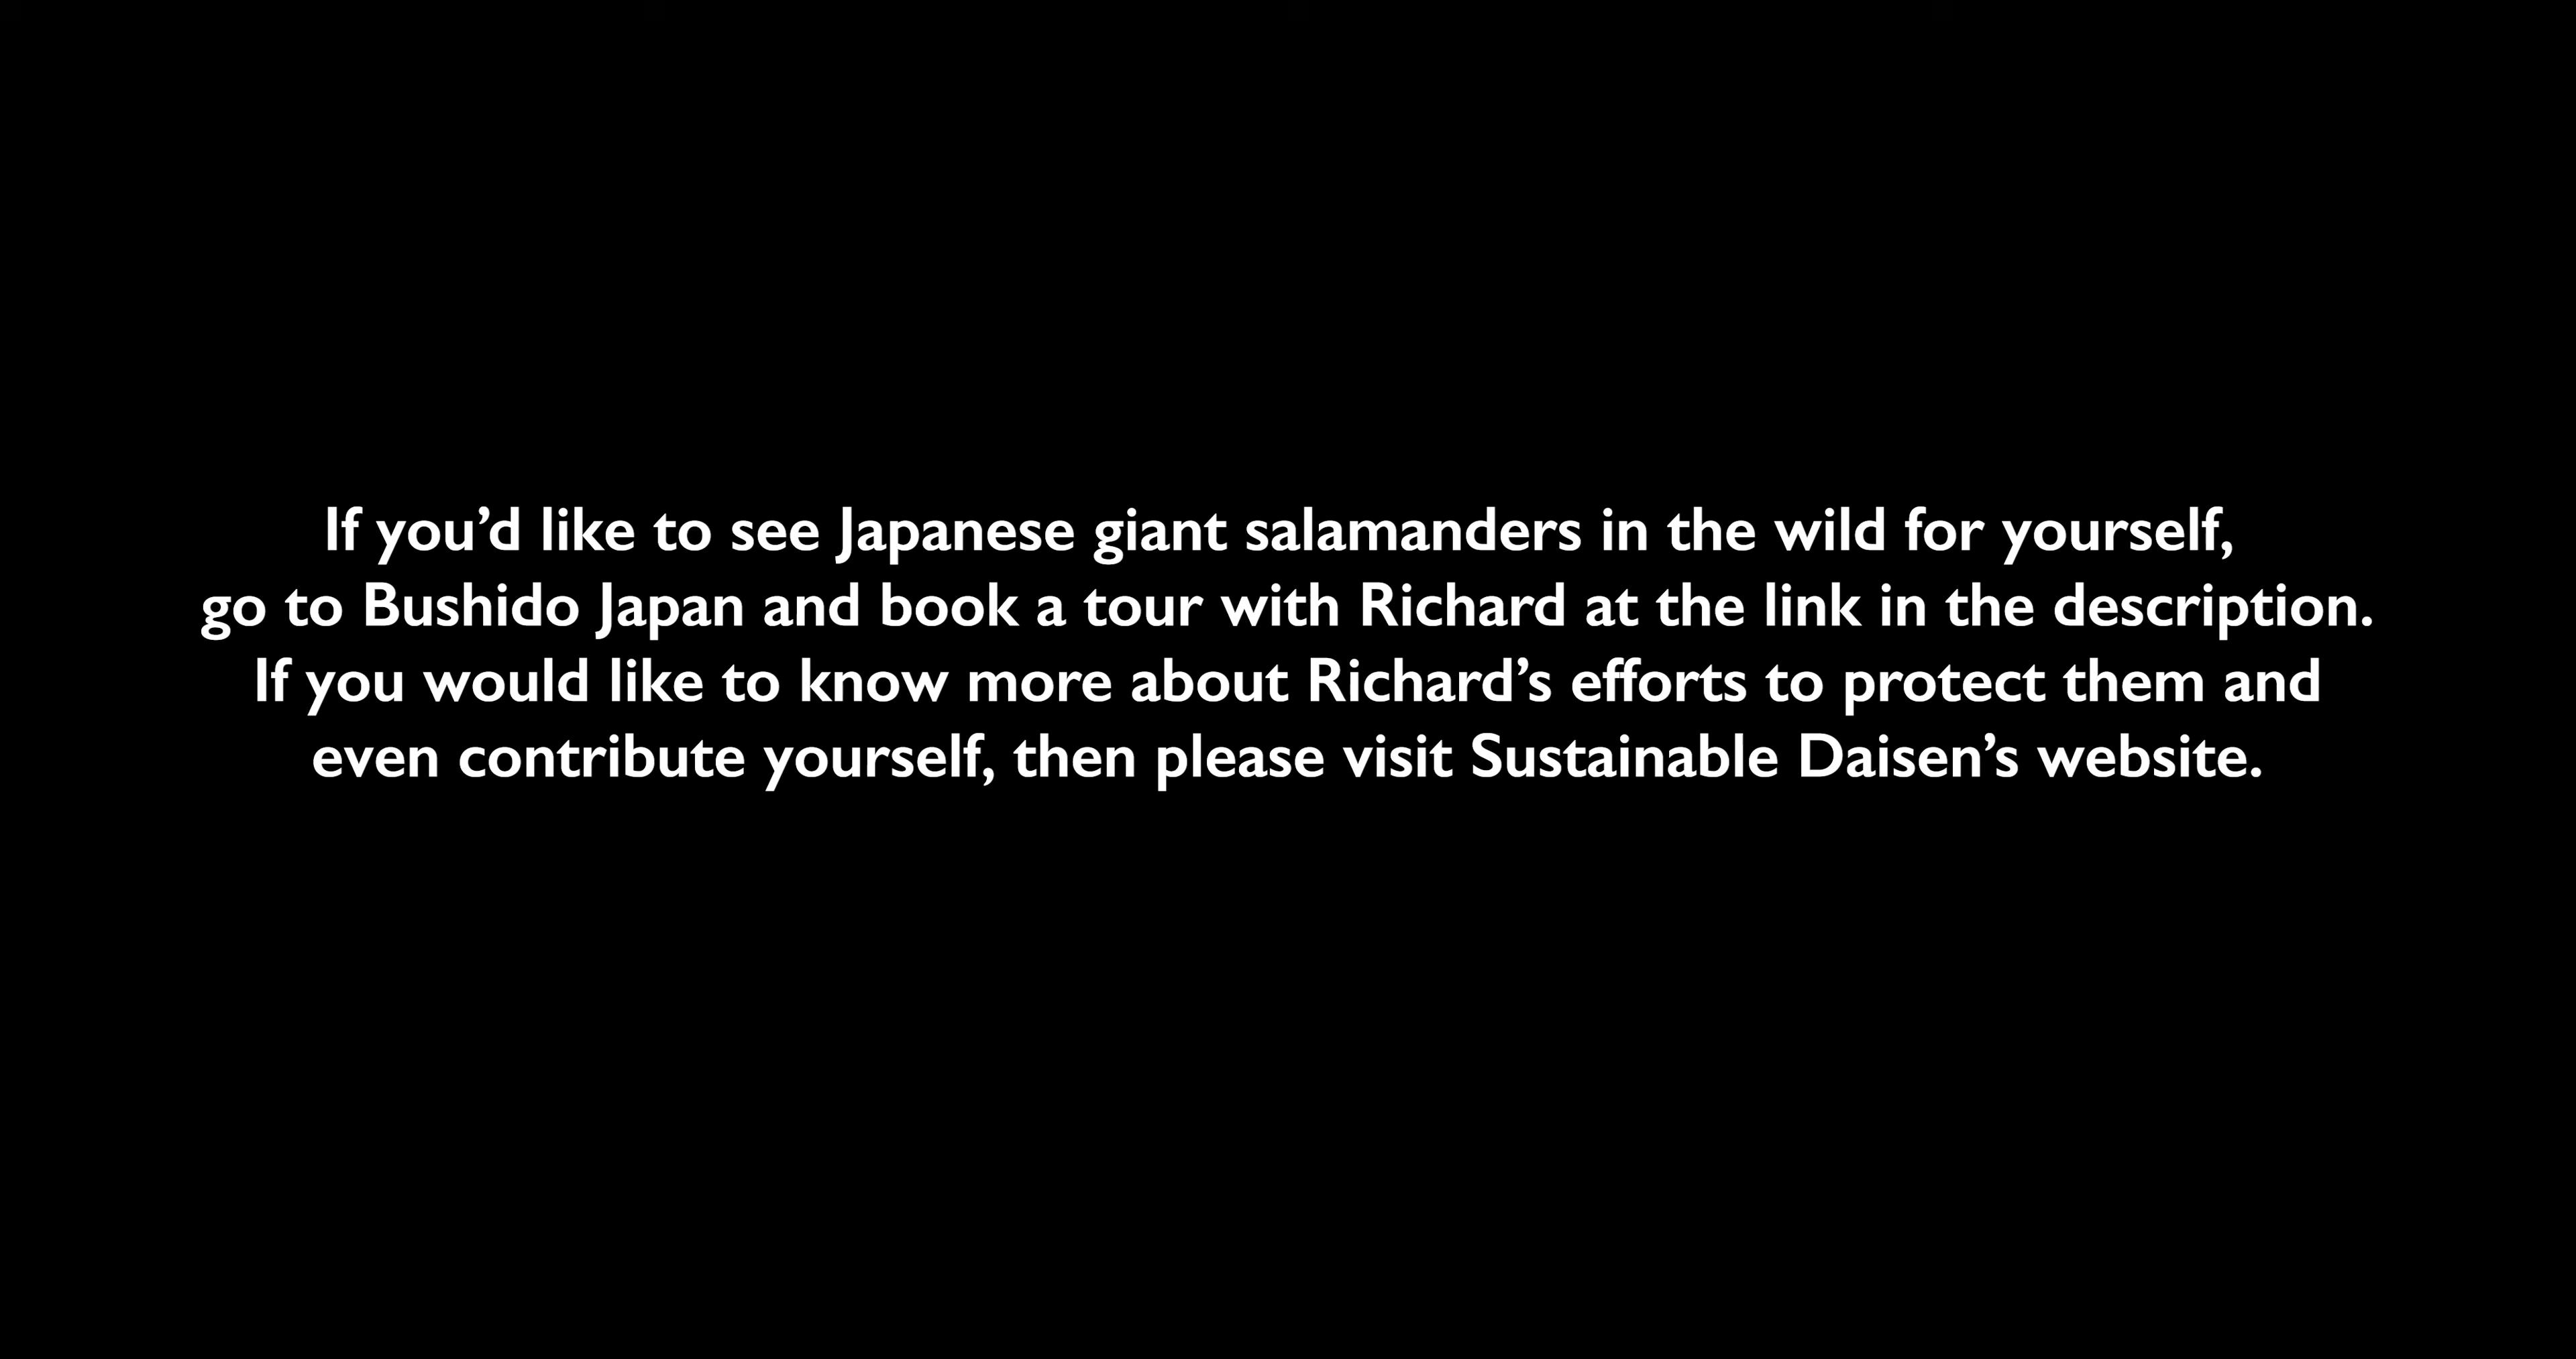 If you’d like to see Japanese giant salamanders in the wild for yourself,
go to Bushido Japan and book a tour with Richard at the link in the description.
If you would like to know more about Richard’s efforts to protect them and
even contribute yourself, then please visit Sustainable Daisen’s website.